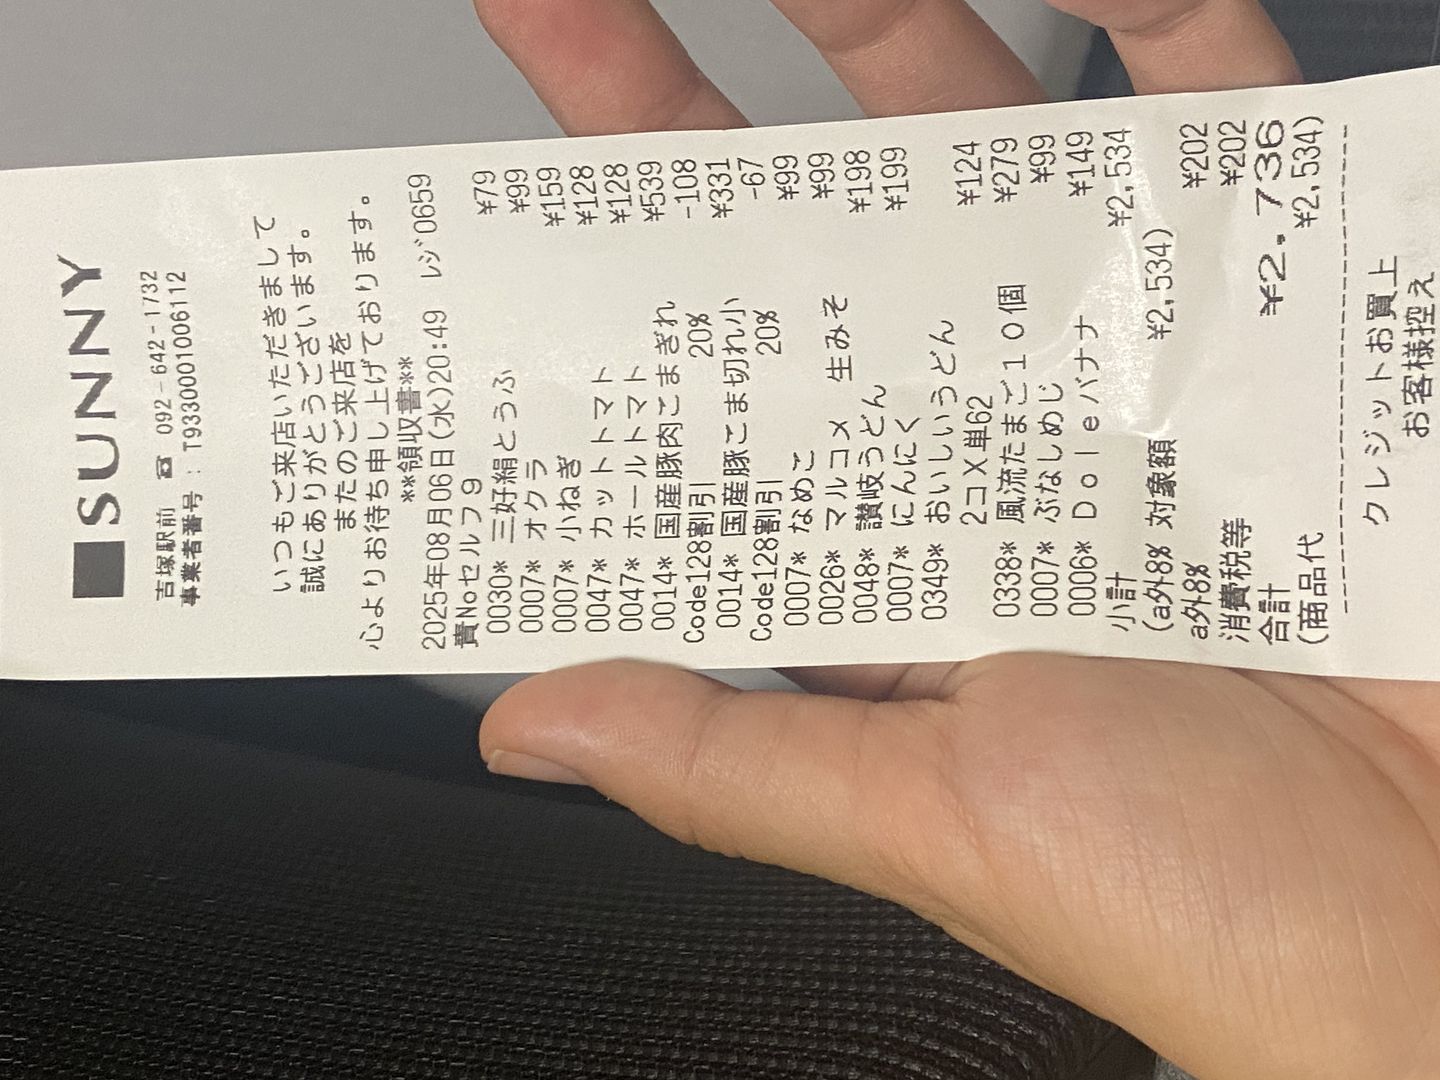 SUNNY
吉塚駅前 ☎ 092-642-1732
事業者番号 : T9330001006112
いつもご来店いただきまして
誠にありがとうございます。
またのご来店を
心よりお待ち申し上げております。
**領収書**
2025年08月06日(水)20:49 レジ0659
責Noセルフ9
0030* 三好絹とうふ ¥79
0007* オクラ ¥99
0007* 小ねぎ ¥159
0047* カットトマト ¥128
0047* ホールトマト ¥128
0014* 国産豚肉こまぎれ ¥539
Code128割引 20% -108
0014* 国産豚こま切れ小 ¥331
Code128割引 20% -67
0007* なめこ ¥99
0026* マルコメ 生みそ ¥99
0048* 讃岐うどん ¥198
0007* にんにく ¥199
0349* おいしいうどん
2コX単62 ¥124
0338* 風流たまご10個 ¥279
0007* ぶなしめじ ¥99
0006* Doleバナナ ¥149
小計 ¥2,534
(a外8% 対象額 ¥2,534)
a外8% ¥202
消費税等 ¥202
合計 ¥2,736
(商品代 ¥2,534)
クレジットお買上
お客様控え